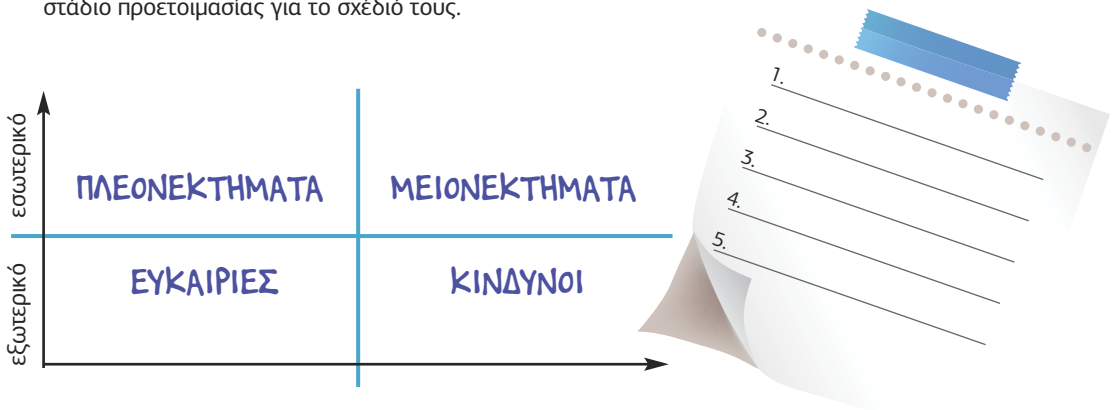 στάδιο προετοιμασίας για το σχέδιό τους.
εσωτερικό
ΠΛΕΟΝΕΚΤΗΜΑΤΑ
ΜΕΙΟΝΕΚΤΗΜΑΤΑ
εξωτερικό
ΕΥΚΑΙΡΙΕΣ
ΚΙΝΔΥΝΟΙ
1.
2.
3.
4.
5.